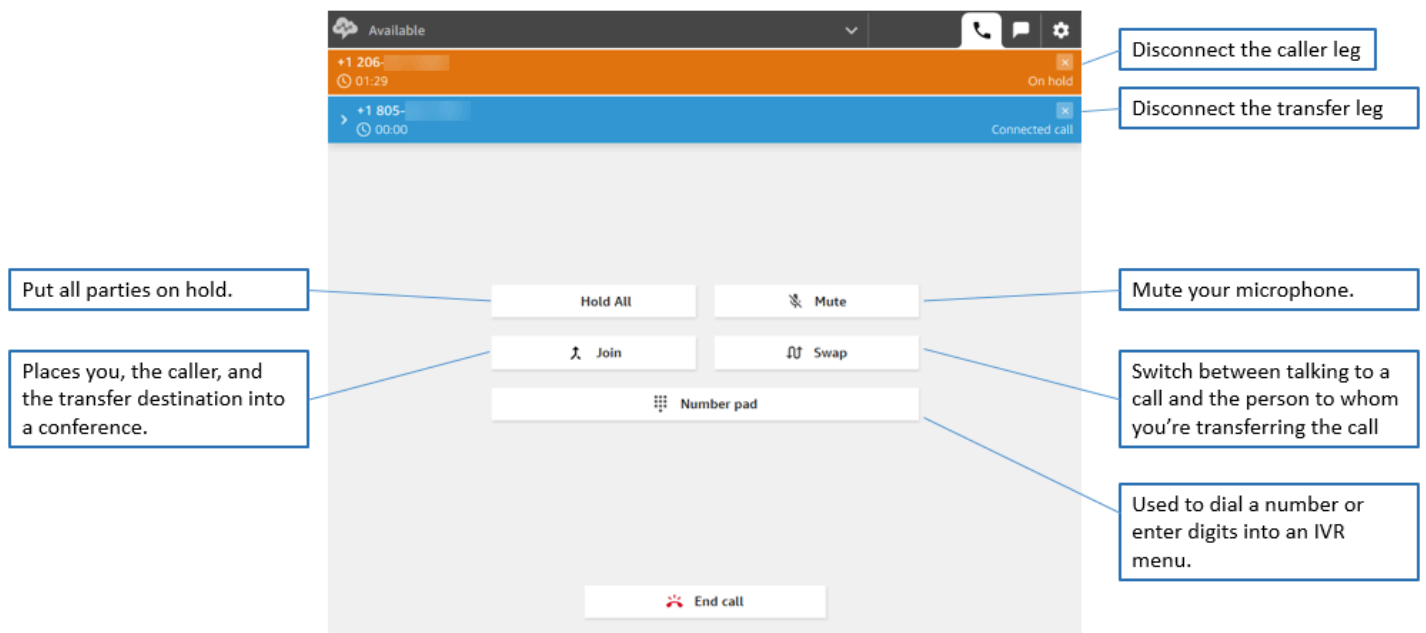 Available
+1 206-
01:29
On hold
+1 805-
00:00
Connected call
Disconnect the caller leg
Disconnect the transfer leg
Put all parties on hold.
Hold All
Mute
Mute your microphone.
Places you, the caller, and
the transfer destination into
a conference.
Join
Swap
Switch between talking to a
call and the person to whom
you’re transferring the call
Number pad
Used to dial a number or
enter digits into an IVR
menu.
End call